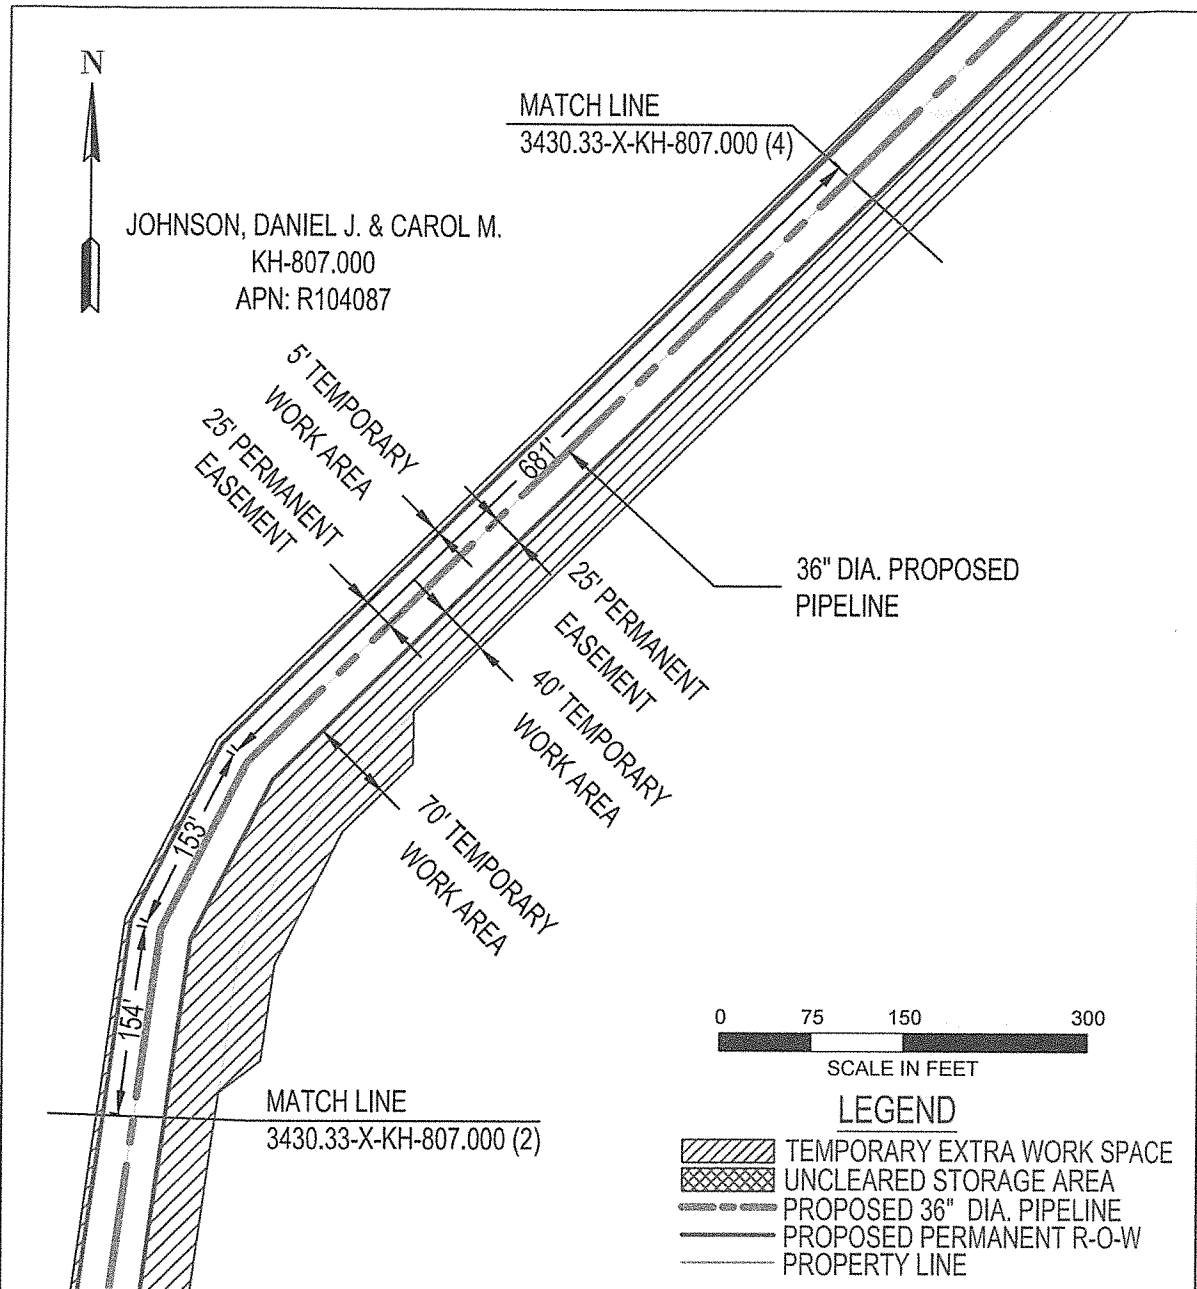 N
MATCH LINE
3430.33-X-KH-807.000 (4)
JOHNSON, DANIEL J. & CAROL M.
KH-807.000
APN: R104087
5' TEMPORARY
WORK AREA
25' PERMANENT
EASEMENT
681'
36" DIA. PROPOSED
PIPELINE
25' PERMANENT
EASEMENT
40' TEMPORARY
WORK AREA
70' TEMPORARY
WORK AREA
153'
154'
MATCH LINE
3430.33-X-KH-807.000 (2)
0 75 150 300
SCALE IN FEET
LEGEND
TEMPORARY EXTRA WORK SPACE
UNCLEARED STORAGE AREA
PROPOSED 36" DIA. PIPELINE
PROPOSED PERMANENT R-O-W
PROPERTY LINE